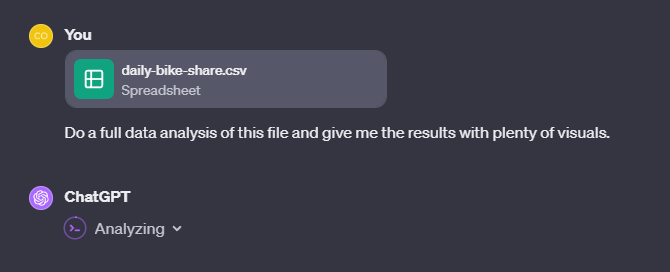 CO
You
daily-bike-share.csv
Spreadsheet
Do a full data analysis of this file and give me the results with plenty of visuals.
ChatGPT
Analyzing